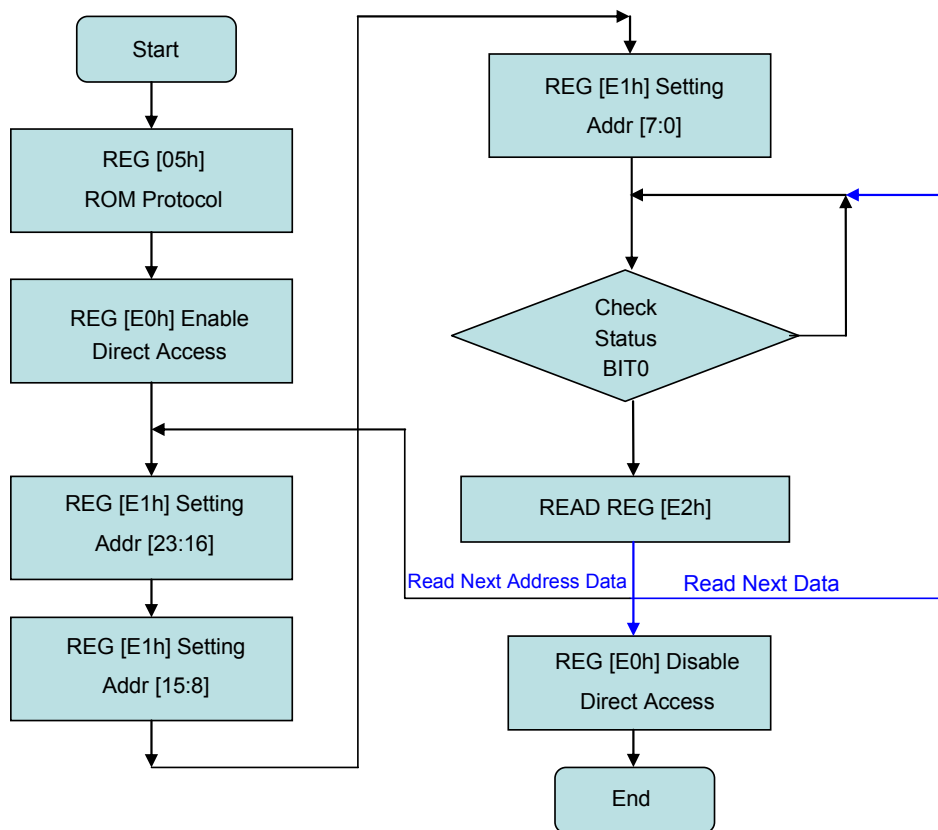 Start
REG [05h]
ROM Protocol
REG [E0h] Enable
Direct Access
REG [E1h] Setting
Addr [23:16]
REG [E1h] Setting
Addr [15:8]
REG [E1h] Setting
Addr [7:0]
Check
Status
BIT0
READ REG [E2h]
Read Next Address Data
Read Next Data
REG [E0h] Disable
Direct Access
End